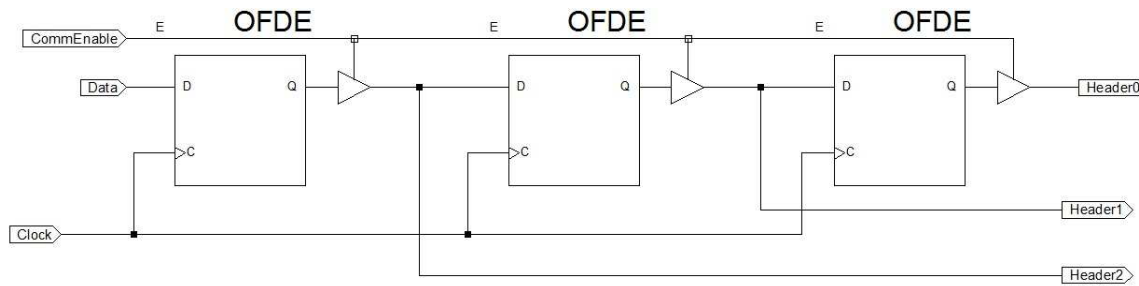 OFDE OFDE OFDE
E E E
CommEnable
Data D Q D Q D Q Header0
C C C
Header1
Clock
Header2